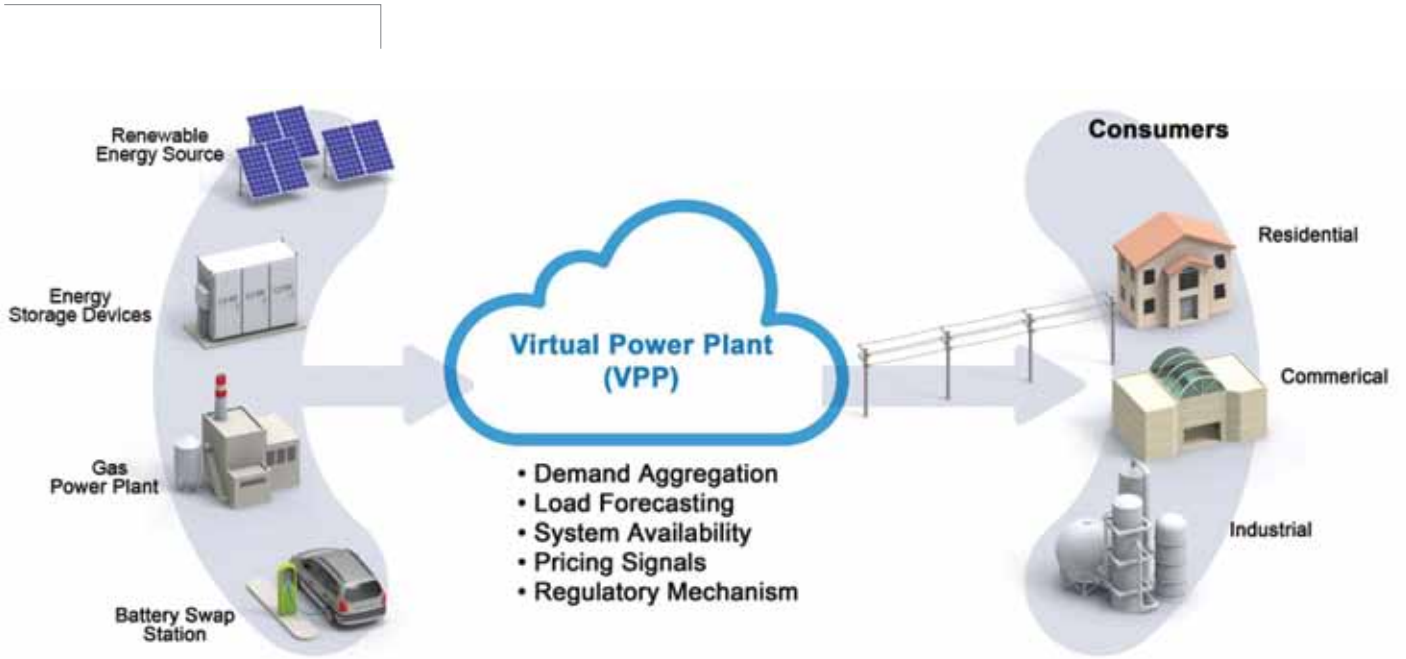 Renewable
Energy Source
Energy
Storage Devices
Gas
Power Plant
Battery Swap
Station
Virtual Power Plant
(VPP)
• Demand Aggregation
• Load Forecasting
• System Availability
• Pricing Signals
• Regulatory Mechanism
Consumers
Residential
Commerical
Industrial